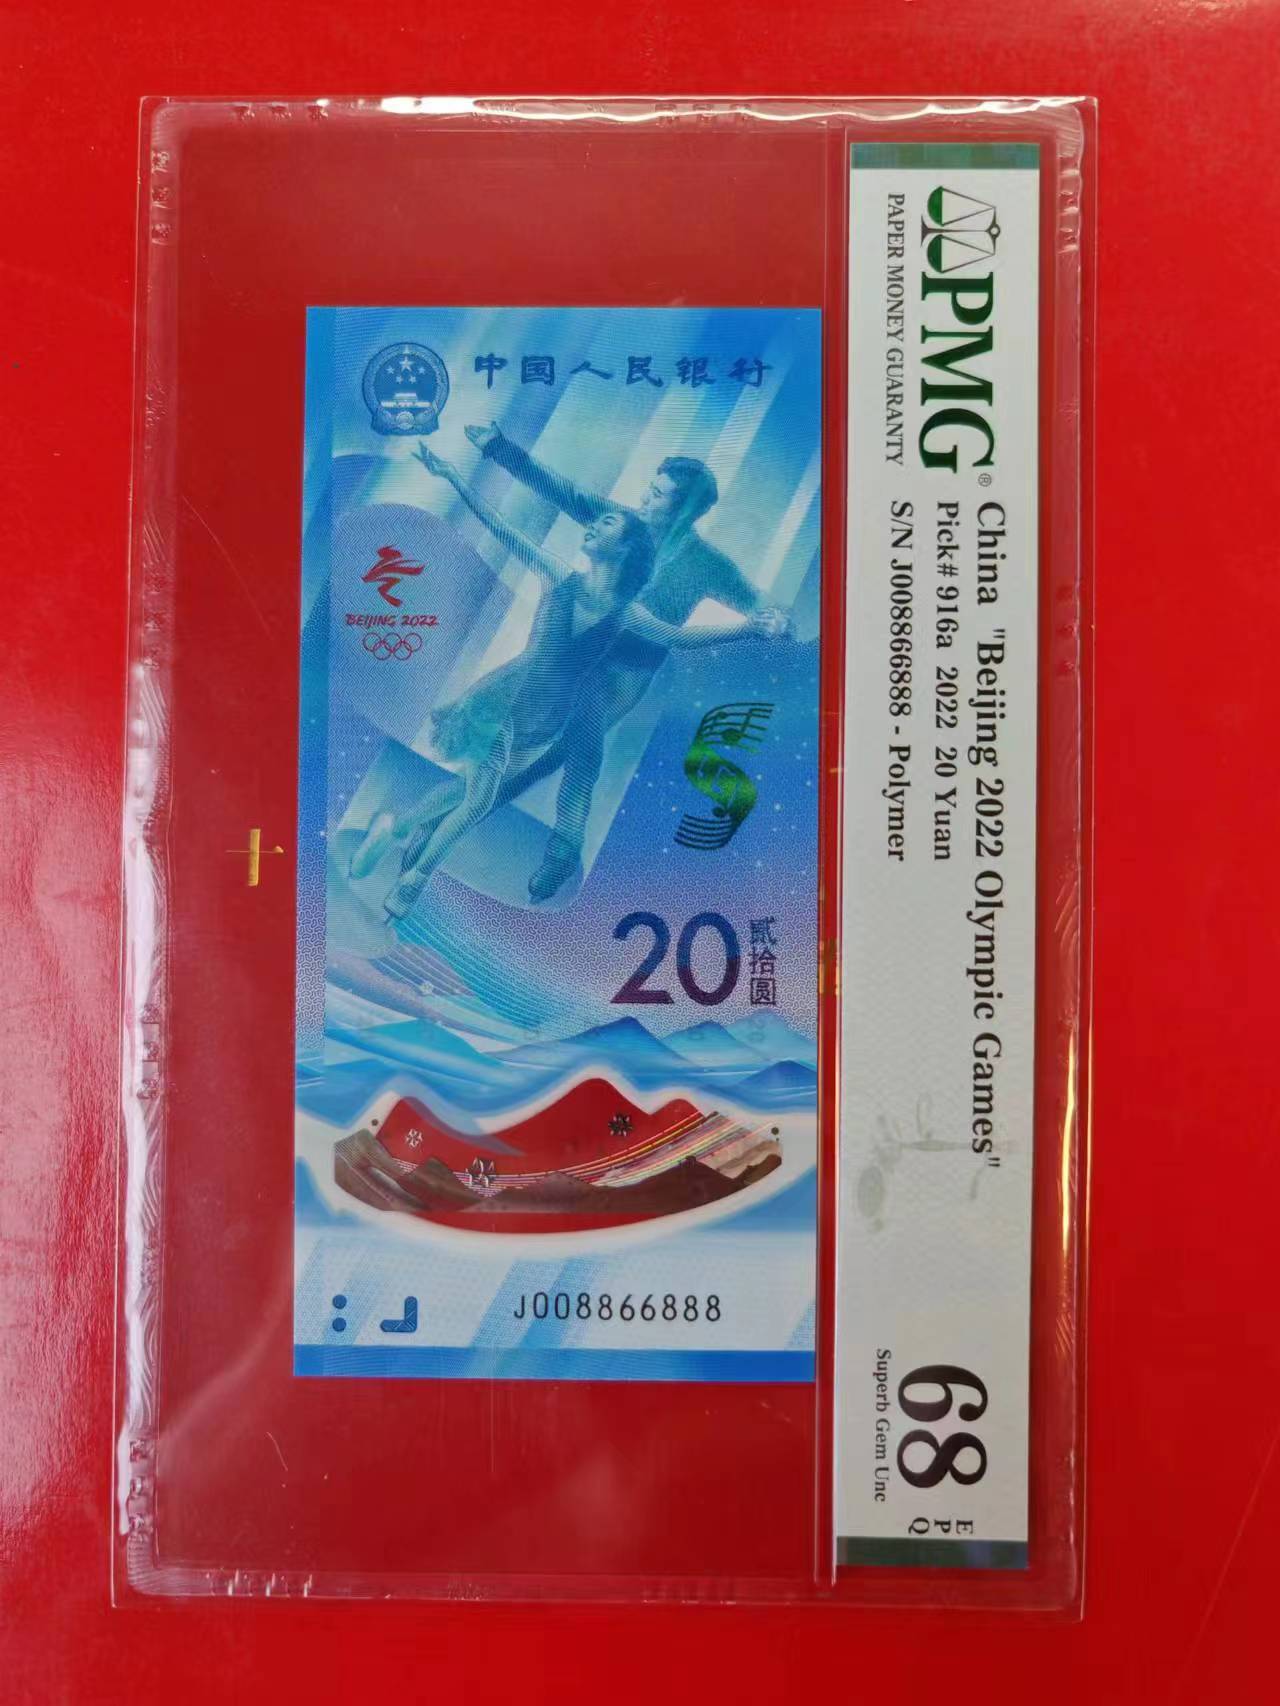 中国人民银行
BEIJING 2022
20
贰拾圆
J008866888
PMG®
PAPER MONEY GUARANTY
China "Beijing 2022 Olympic Games"
Pick# 916a 2022 20 Yuan
S/N J008866888 - Polymer
68
EPQ
Superb Gem Unc